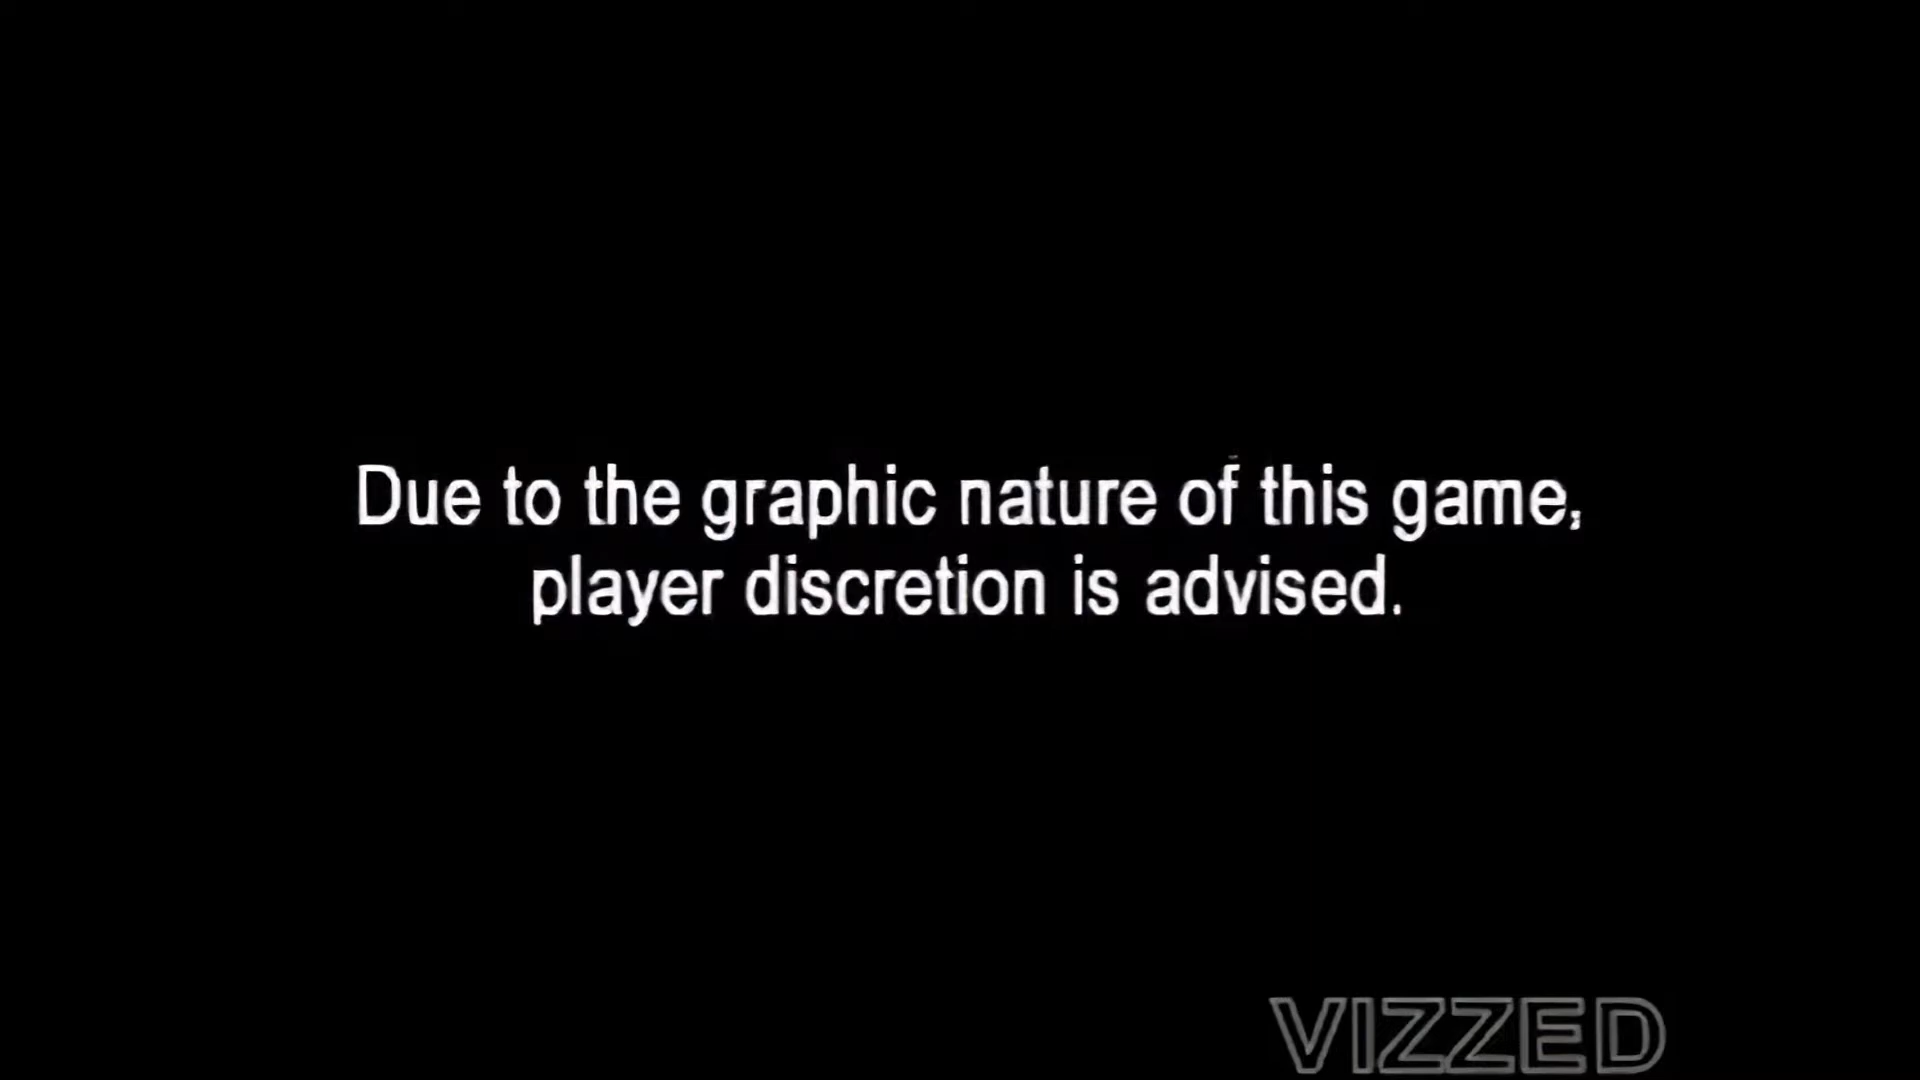 Due to the graphic nature of this game,
player discretion is advised.
VIZZED